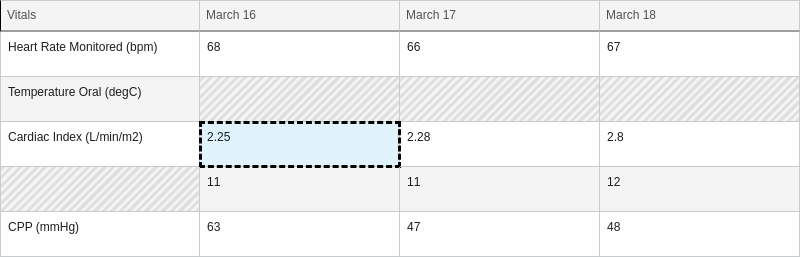 Vitals March 16 March 17 March 18
Heart Rate Monitored (bpm) 68 66 67
Temperature Oral (degC)
Cardiac Index (L/min/m2) 2.25 2.28 2.8
11 11 12
CPP (mmHg) 63 47 48